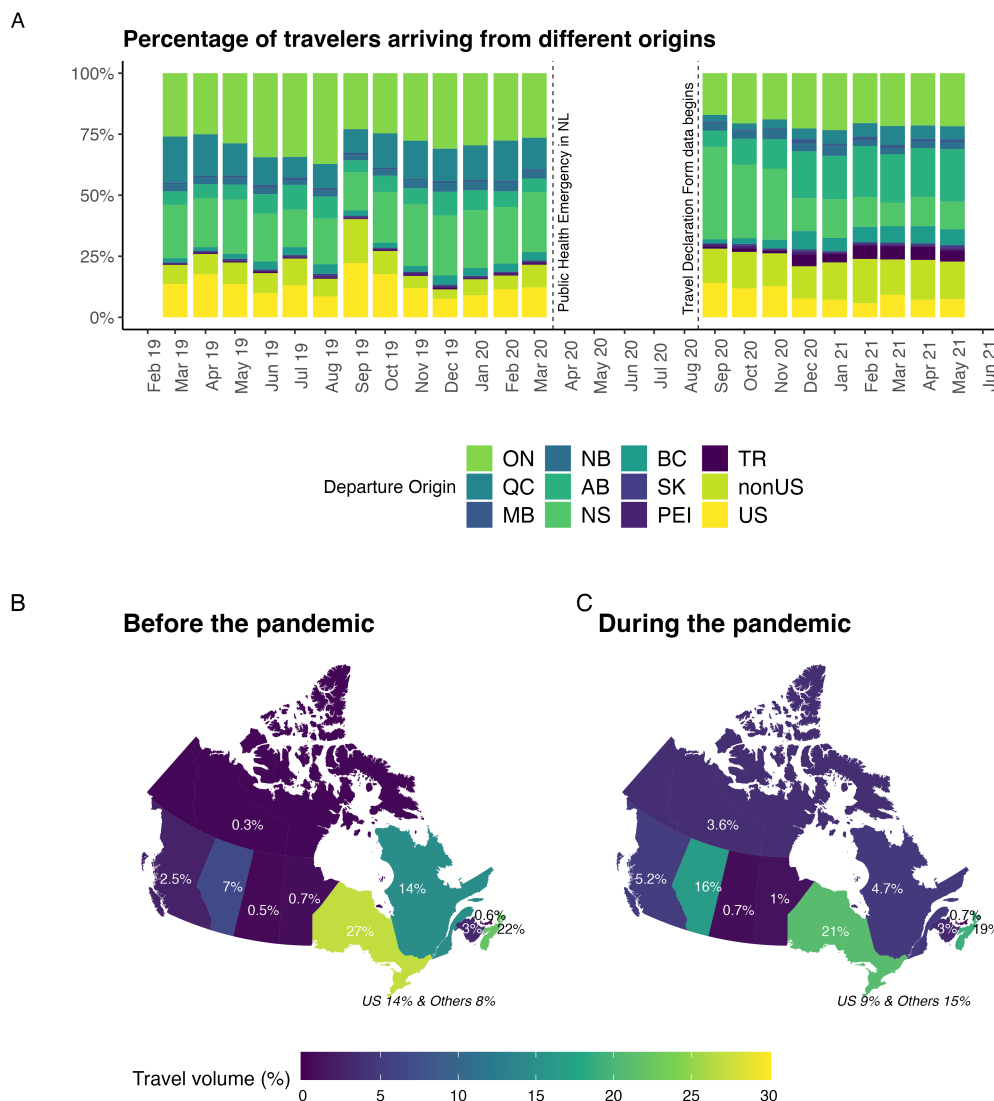 A
Percentage of travelers arriving from different origins
100%
75%
50%
25%
0%
Public Health Emergency in NL
Travel Declaration Form data begins
Feb 19
Mar 19
Apr 19
May 19
Jun 19
Jul 19
Aug 19
Sep 19
Oct 19
Nov 19
Dec 19
Jan 20
Feb 20
Mar 20
Apr 20
May 20
Jun 20
Jul 20
Aug 20
Sep 20
Oct 20
Nov 20
Dec 20
Jan 21
Feb 21
Mar 21
Apr 21
May 21
Jun 21
Departure Origin
ON NB BC TR
QC AB SK nonUS
MB NS PEI US
B
Before the pandemic
0.3%
2.5%
7%
0.5%
0.7%
27%
14%
0.6%
3%
22%
US 14% & Others 8%
C
During the pandemic
3.6%
5.2%
16%
0.7%
1%
21%
4.7%
0.7%
3%
19%
US 9% & Others 15%
Travel volume (%)
0 5 10 15 20 25 30